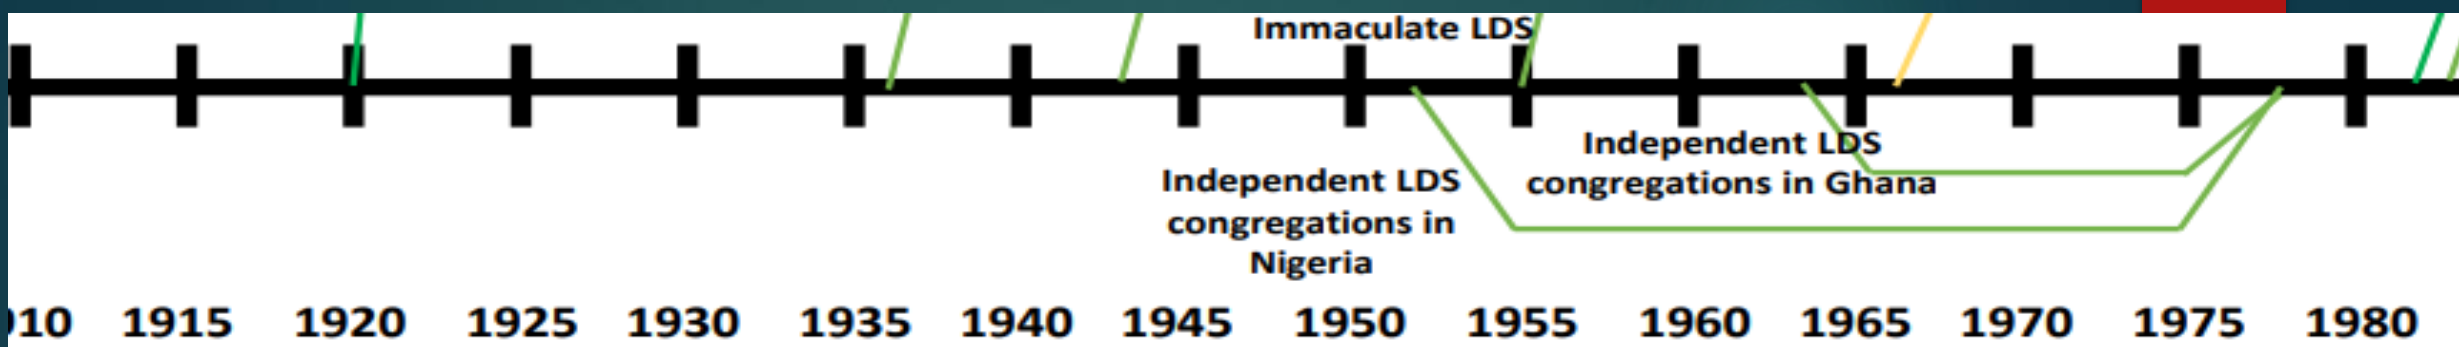 Immaculate LDS
Independent LDS
congregations in Ghana
Independent LDS
congregations in
Nigeria
10 1915 1920 1925 1930 1935 1940 1945 1950 1955 1960 1965 1970 1975 1980